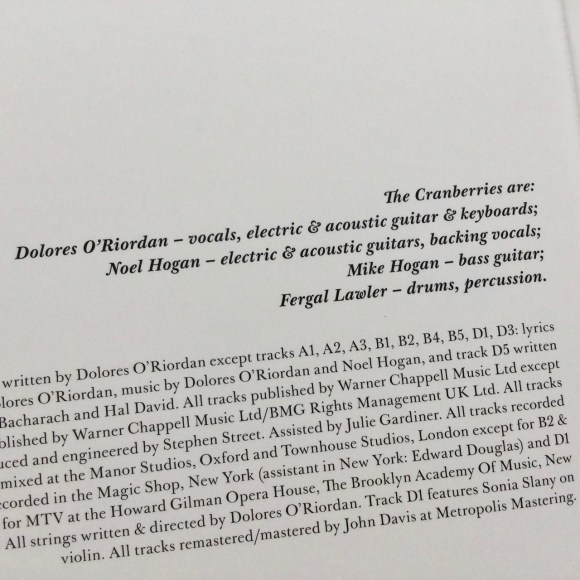 The Cranberries are:
Dolores O'Riordan – vocals, electric & acoustic guitar & keyboards;
Noel Hogan – electric & acoustic guitars, backing vocals;
Mike Hogan – bass guitar;
Fergal Lawler – drums, percussion.
written by Dolores O'Riordan except tracks A1, A2, A3, B1, B2, B4, B5, D1, D3: lyrics
O'Riordan, music by Dolores O'Riordan and Noel Hogan, and track D5 written
Bacharach and Hal David. All tracks published by Warner Chappell Music Ltd except
by Warner Chappell Music Ltd/BMG Rights Management UK Ltd. All tracks
and engineered by Stephen Street. Assisted by Julie Gardiner. All tracks recorded
mixed at the Manor Studios, Oxford and Townhouse Studios, London except for B2 &
in the Magic Shop, New York (assistant in New York: Edward Douglas) and D1
for MTV at the Howard Gilman Opera House, The Brooklyn Academy Of Music, New
All strings written & directed by Dolores O'Riordan. Track D1 features Sonia Slany on
violin. All tracks remastered/mastered by John Davis at Metropolis Mastering.